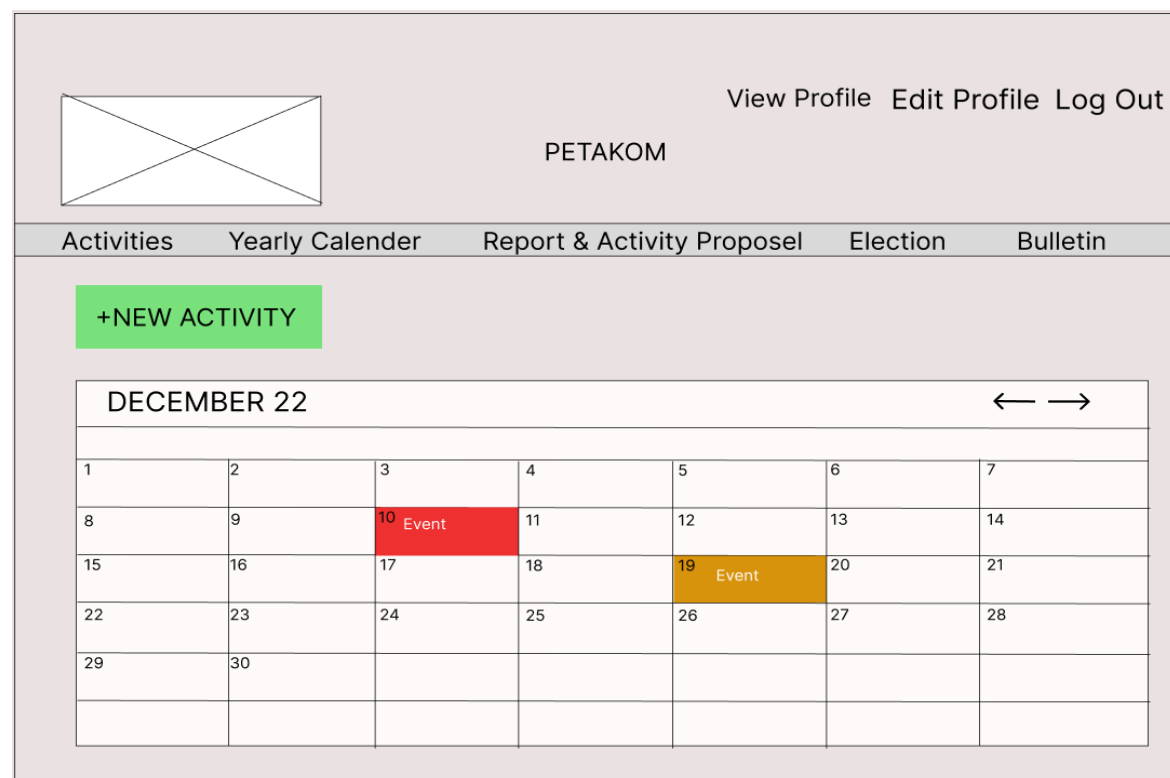 View Profile Edit Profile Log Out
PETAKOM
Activities Yearly Calender Report & Activity Proposel Election Bulletin
+NEW ACTIVITY
DECEMBER 22
1 2 3 4 5 6 7
8 9 10 Event 11 12 13 14
15 16 17 18 19 Event 20 21
22 23 24 25 26 27 28
29 30